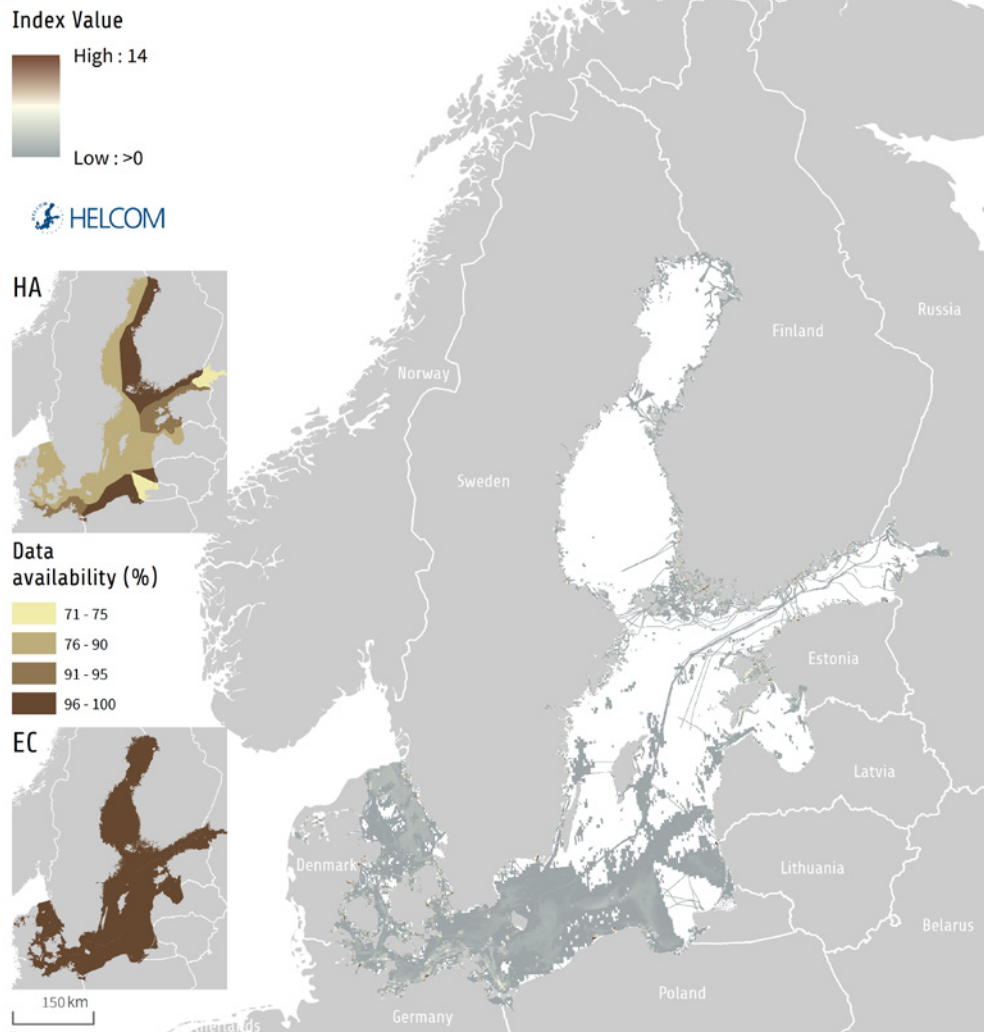 Index Value
High : 14
Low : >0
HELCOM
HA
Data
availability (%)
71 - 75
76 - 90
91 - 95
96 - 100
EC
150 km
Norway
Sweden
Finland
Russia
Estonia
Latvia
Lithuania
Belarus
Denmark
Germany
Poland